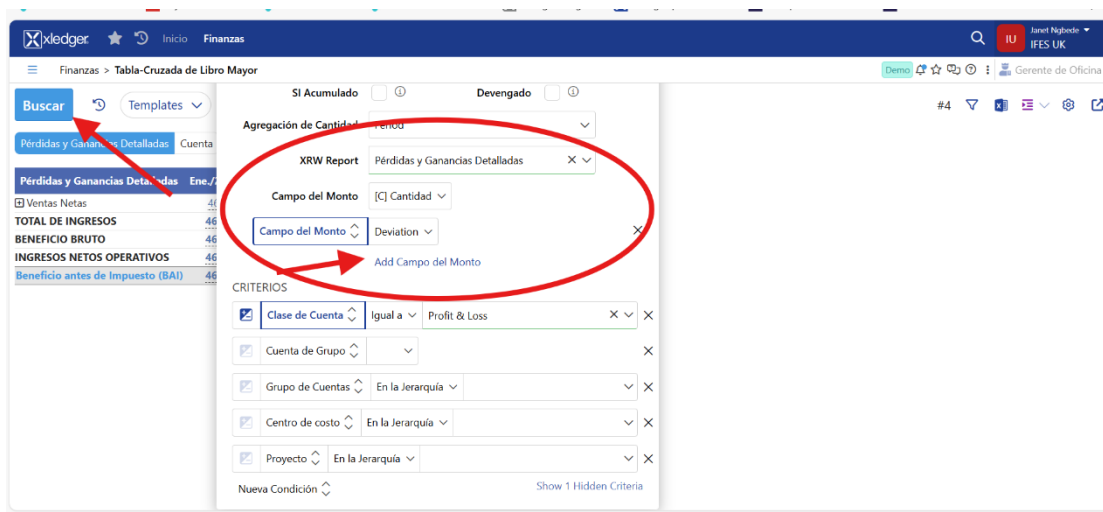 xledger Inicio Finanzas IU Janet Ngbede
IFES UK
Finanzas > Tabla-Cruzada de Libro Mayor Demo Gerente de Oficina
Buscar Templates #4
SI Acumulado Devengado
Agregación de Cantidad Period
Pérdidas y Ganancias Detalladas Cuenta
XRW Report Pérdidas y Ganancias Detalladas
Pérdidas y Ganancias Detalladas Ene./
Campo del Monto [C] Cantidad
Ventas Netas
TOTAL DE INGRESOS 46
Campo del Monto Deviation
BENEFICIO BRUTO 46
INGRESOS NETOS OPERATIVOS 46
Add Campo del Monto
Beneficio antes de Impuesto (BAI) 46
CRITERIOS
Clase de Cuenta Igual a Profit & Loss
Cuenta de Grupo
Grupo de Cuentas En la Jerarquía
Centro de costo En la Jerarquía
Proyecto En la Jerarquía
Nueva Condición Show 1 Hidden Criteria